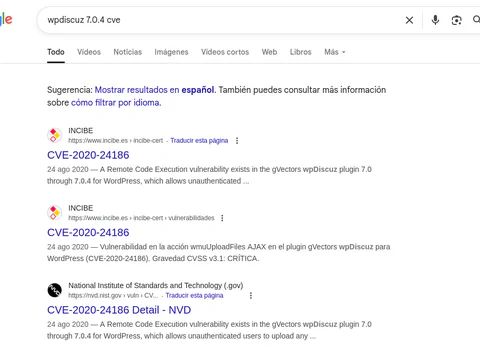 gle
wpdiscuz 7.0.4 cve
Todo Vídeos Noticias Imágenes Vídeos cortos Web Libros Más
Sugerencia: Mostrar resultados en español. También puedes consultar más información
sobre cómo filtrar por idioma.
INCIBE
https://www.incibe.es › incibe-cert · Traducir esta página
CVE-2020-24186
24 ago 2020 — A Remote Code Execution vulnerability exists in the gVectors wpDiscuz plugin 7.0
through 7.0.4 for WordPress, which allows unauthenticated ...
INCIBE
https://www.incibe.es › incibe-cert › vulnerabilidades
CVE-2020-24186
24 ago 2020 — Vulnerabilidad en la acción wmuUploadFiles AJAX en el plugin gVectors wpDiscuz para
WordPress (CVE-2020-24186). Gravedad CVSS v3.1: CRÍTICA.
National Institute of Standards and Technology (.gov)
https://nvd.nist.gov › vuln › CV... · Traducir esta página
CVE-2020-24186 Detail - NVD
24 ago 2020 — A Remote Code Execution vulnerability exists in the gVectors wpDiscuz plugin 7.0
through 7.0.4 for WordPress, which allows unauthenticated users to upload any ...